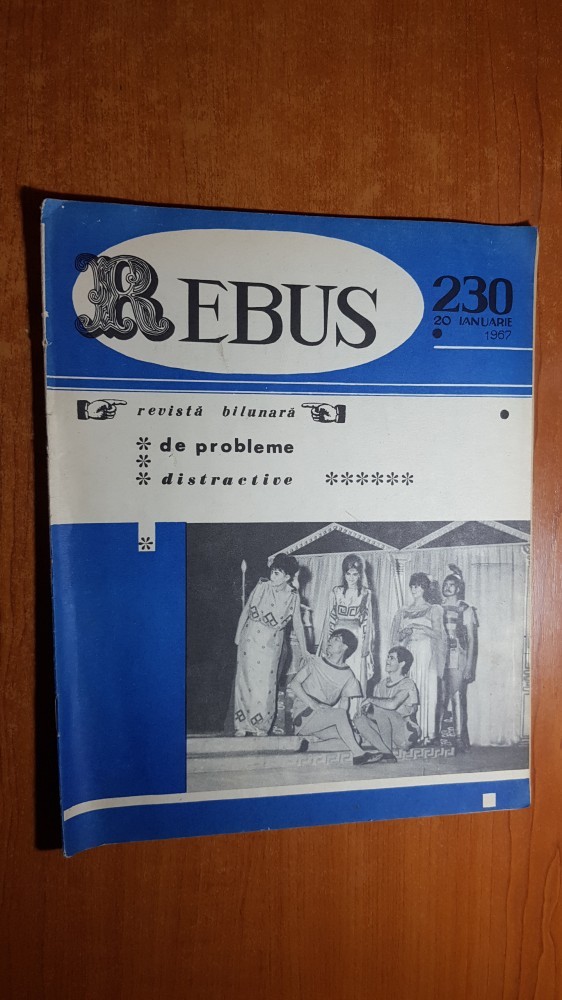 REBUS
230
20 IANUARIE
1967
revistă bilunară
* de probleme
*
* distractive ******
*